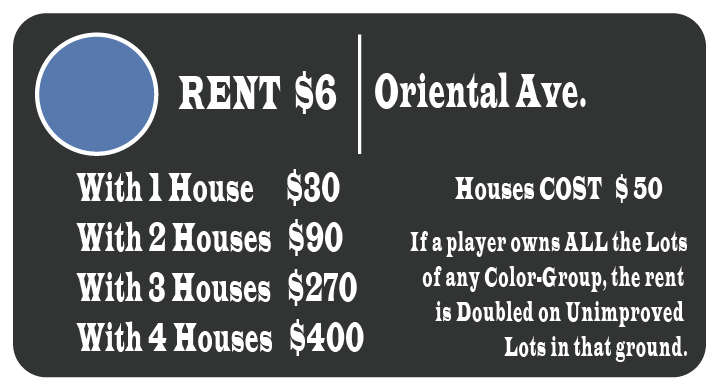 RENT $6
Oriental Ave.
With 1 House $30
With 2 Houses $90
With 3 Houses $270
With 4 Houses $400
Houses COST $ 50
If a player owns ALL the Lots
of any Color-Group, the rent
is Doubled on Unimproved
Lots in that ground.